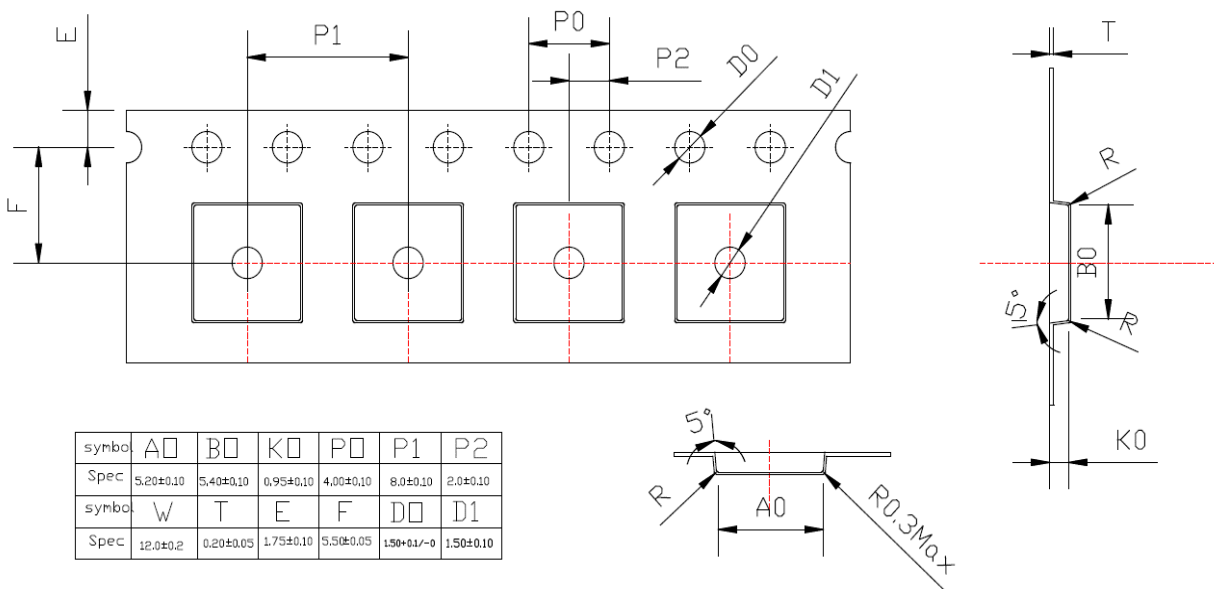 E
P1
P0
P2
D0
D1
F
T
R
B0
15°
R
K0
5°
R
A0
R0.3Max
symbol A0 B0 K0 P0 P1 P2
Spec 5.20±0.10 5.40±0.10 0.95±0.10 4.00±0.10 8.0±0.10 2.0±0.10
symbol W T E F D0 D1
Spec 12.0±0.2 0.20±0.05 1.75±0.10 5.50±0.05 1.50+0.1/-0 1.50±0.10